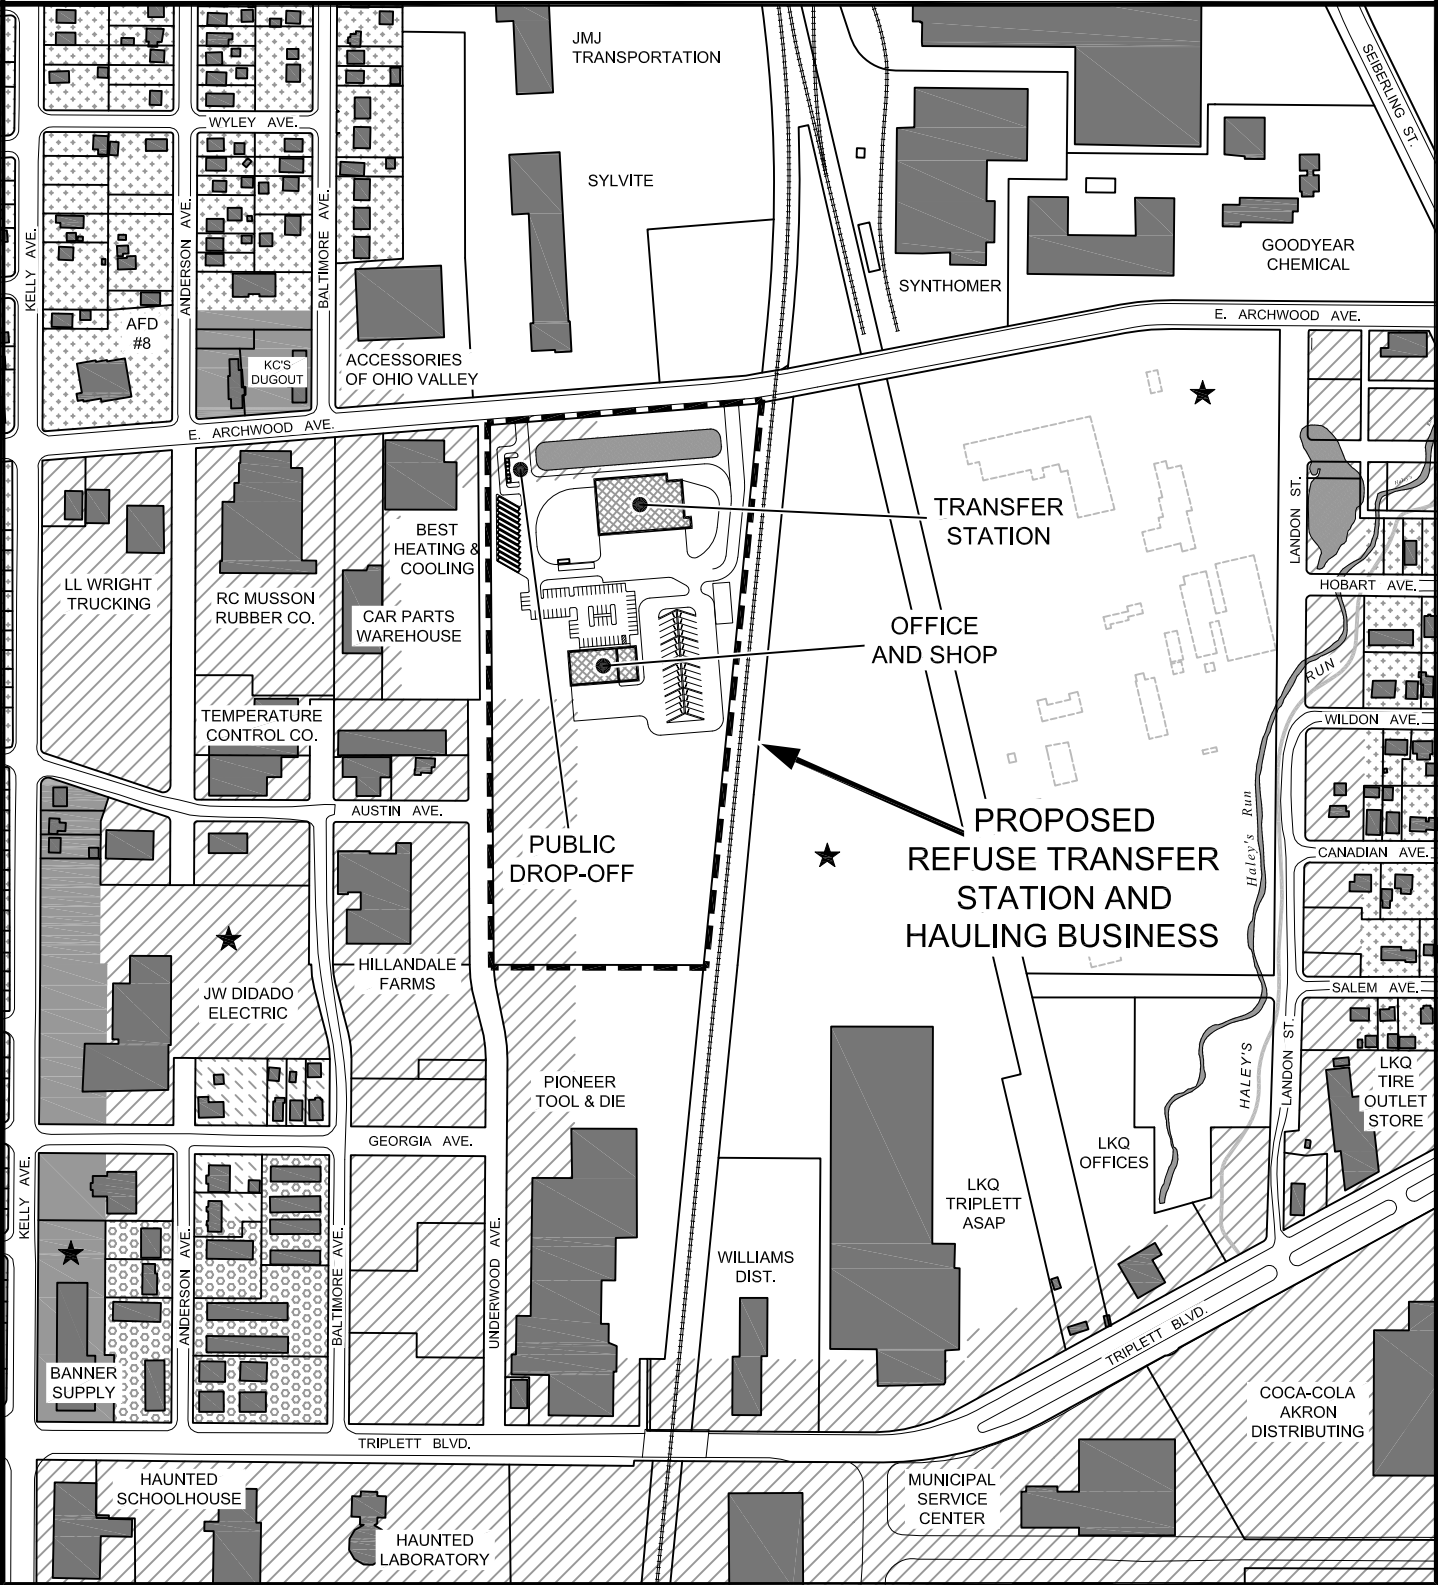 JMJ
TRANSPORTATION
SEIBERLING ST.
WYLEY AVE.
SYLVITE
KELLY AVE.
ANDERSON AVE.
BALTIMORE AVE.
GOODYEAR
CHEMICAL
SYNTHOMER
E. ARCHWOOD AVE.
AFD
#8
KC'S
DUGOUT
ACCESSORIES
OF OHIO VALLEY
E. ARCHWOOD AVE.
BEST
HEATING &
COOLING
TRANSFER
STATION
LANDON ST.
LL WRIGHT
TRUCKING
RC MUSSON
RUBBER CO.
CAR PARTS
WAREHOUSE
HOBART AVE.
OFFICE
AND SHOP
RUN
TEMPERATURE
CONTROL CO.
WILDON AVE.
AUSTIN AVE.
PUBLIC
DROP-OFF
PROPOSED
REFUSE TRANSFER
STATION AND
HAULING BUSINESS
Haley's Run
CANADIAN AVE.
HILLANDALE
FARMS
JW DIDADO
ELECTRIC
SALEM AVE.
HALEY'S
LANDON ST.
LKQ
TIRE
OUTLET
STORE
PIONEER
TOOL & DIE
GEORGIA AVE.
LKQ
OFFICES
KELLY AVE.
LKQ
TRIPLETT
ASAP
ANDERSON AVE.
BALTIMORE AVE.
UNDERWOOD AVE.
WILLIAMS
DIST.
TRIPLETT BLVD.
BANNER
SUPPLY
COCA-COLA
AKRON
DISTRIBUTING
TRIPLETT BLVD.
HAUNTED
SCHOOLHOUSE
MUNICIPAL
SERVICE
CENTER
HAUNTED
LABORATORY